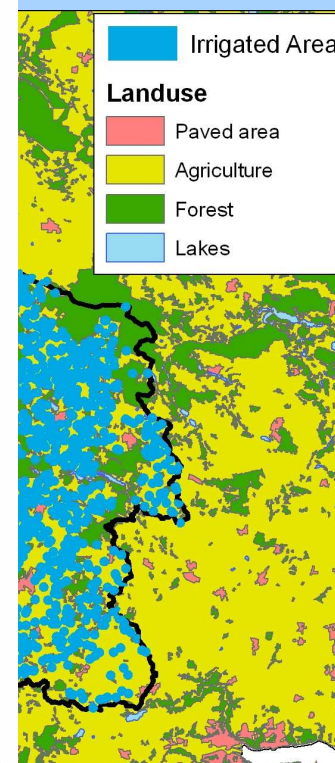 Irrigated Area
Landuse
Paved area
Agriculture
Forest
Lakes